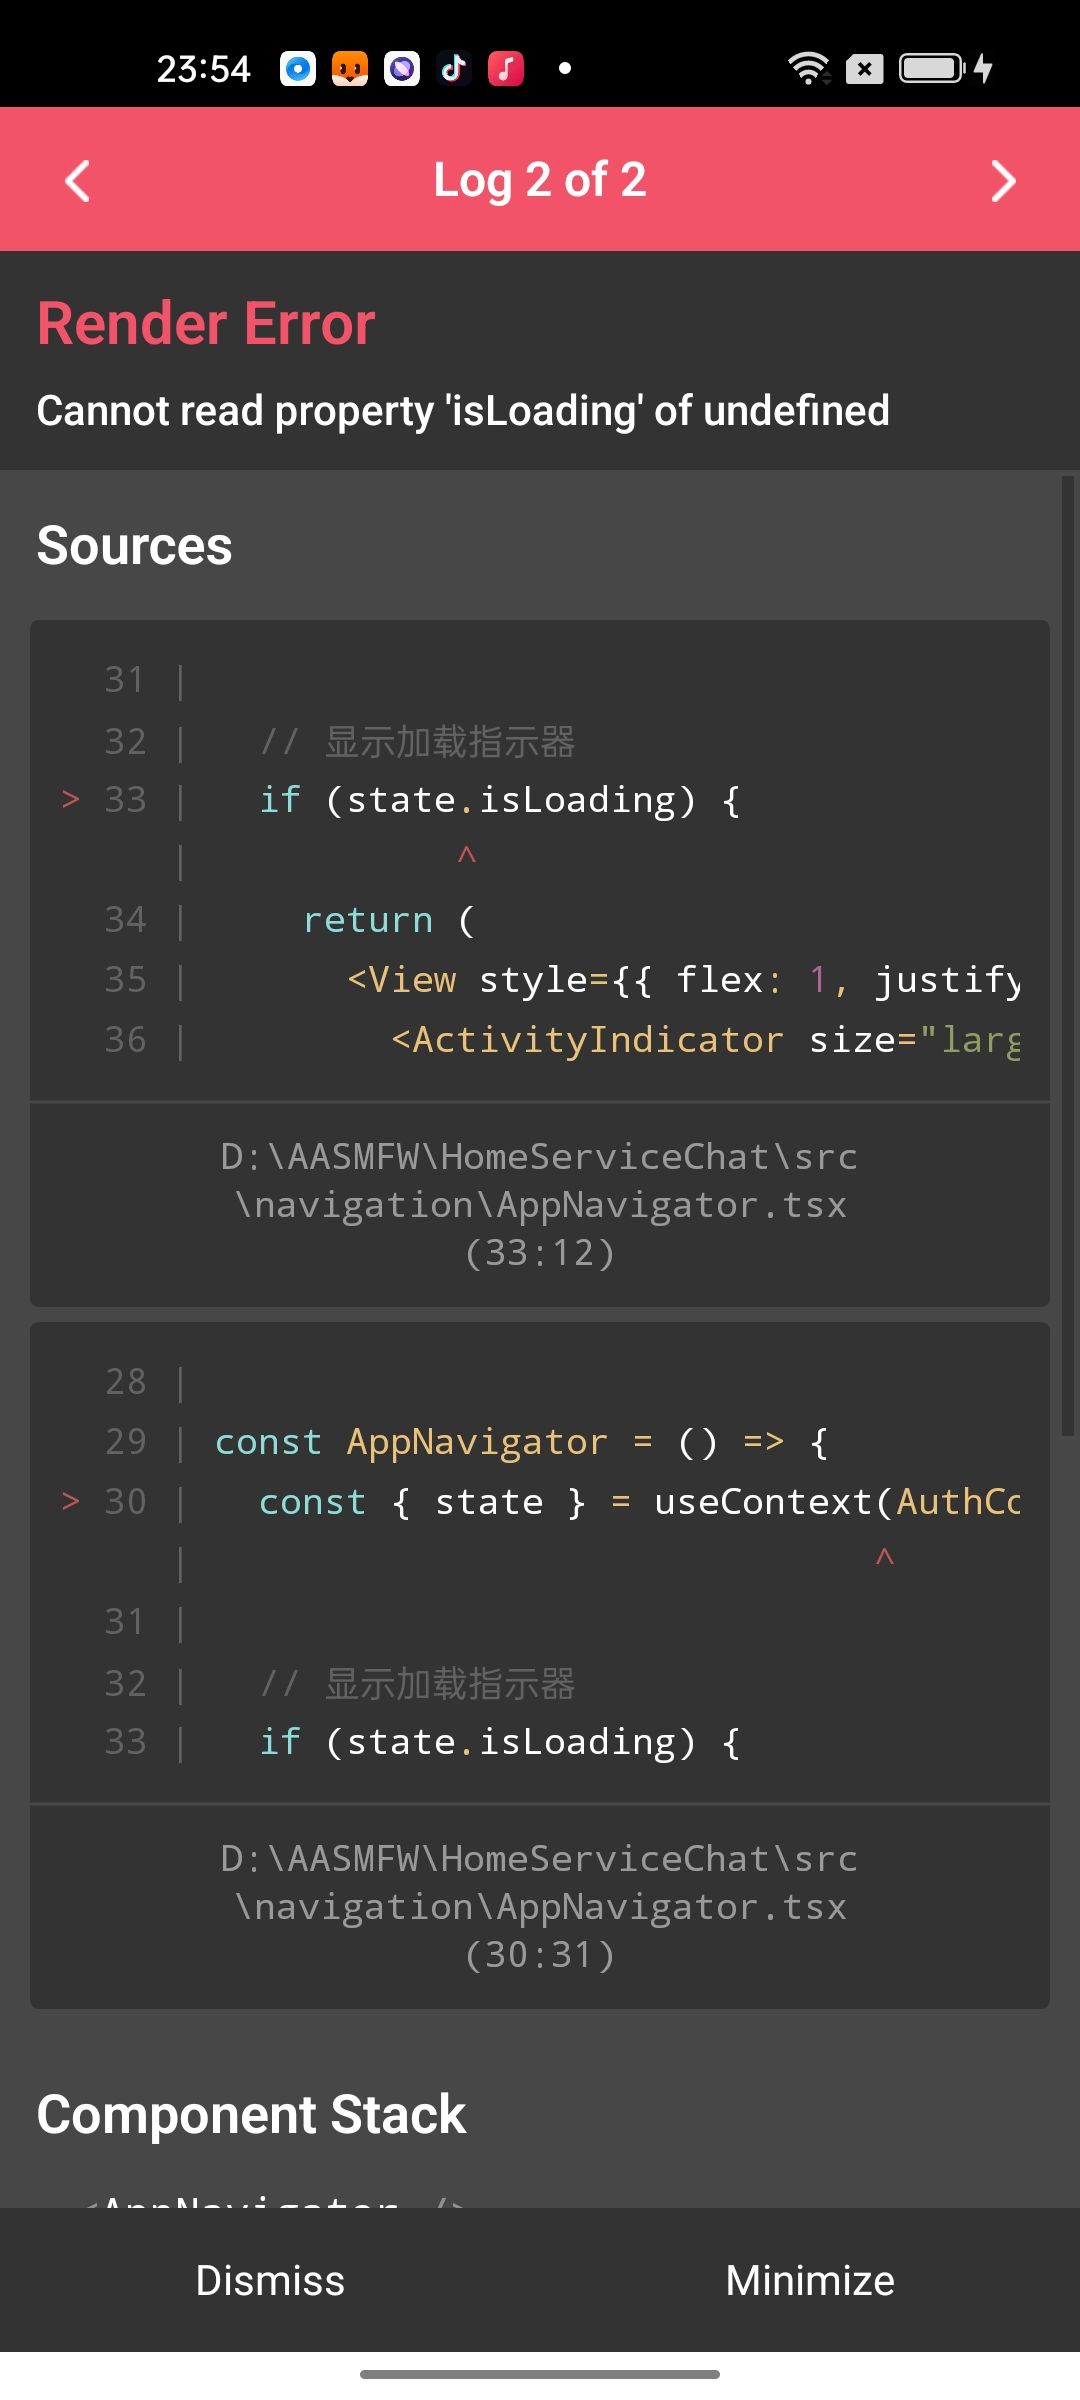 23:54
Log 2 of 2
Render Error
Cannot read property 'isLoading' of undefined
Sources
31 |
32 |   // 显示加载指示器
> 33 |   if (state.isLoading) {
   |            ^
34 |     return (
35 |       <View style={{ flex: 1, justify
36 |         <ActivityIndicator size="larg
D:\AASMFW\HomeServiceChat\src
\navigation\AppNavigator.tsx
(33:12)
28 |
29 | const AppNavigator = () => {
> 30 |   const { state } = useContext(AuthCo
   |                               ^
31 |
32 |   // 显示加载指示器
33 |   if (state.isLoading) {
D:\AASMFW\HomeServiceChat\src
\navigation\AppNavigator.tsx
(30:31)
Component Stack
<AppNavigator />
Dismiss
Minimize